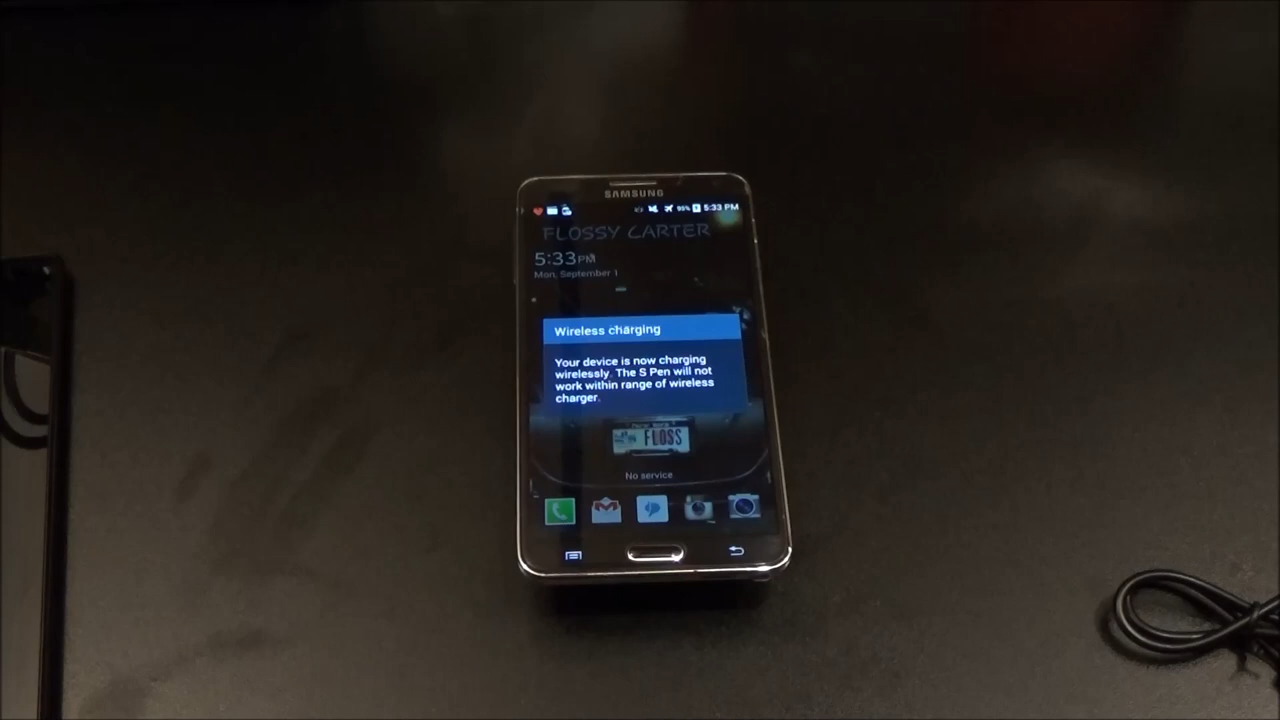 SAMSUNG
95% 5:33 PM
FLOSSY CARTER
5:33PM
Mon, September 1
Wireless charging
Your device is now charging
wirelessly. The S Pen will not
work within range of wireless
charger.
FLOSS
No service